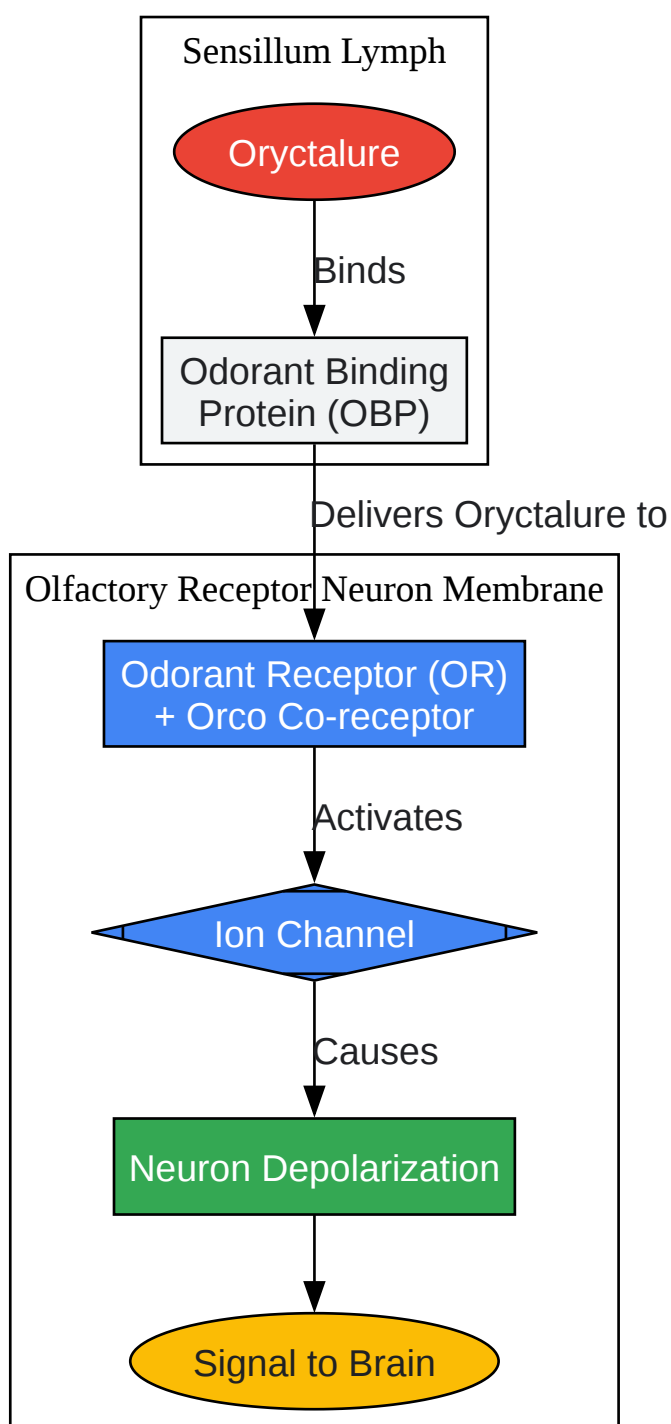 Sensillum Lymph
Oryctalure
Binds
Odorant Binding
Protein (OBP)
Delivers Oryctalure to
Olfactory Receptor Neuron Membrane
Odorant Receptor (OR)
+ Orco Co-receptor
Activates
Ion Channel
Causes
Neuron Depolarization
Signal to Brain